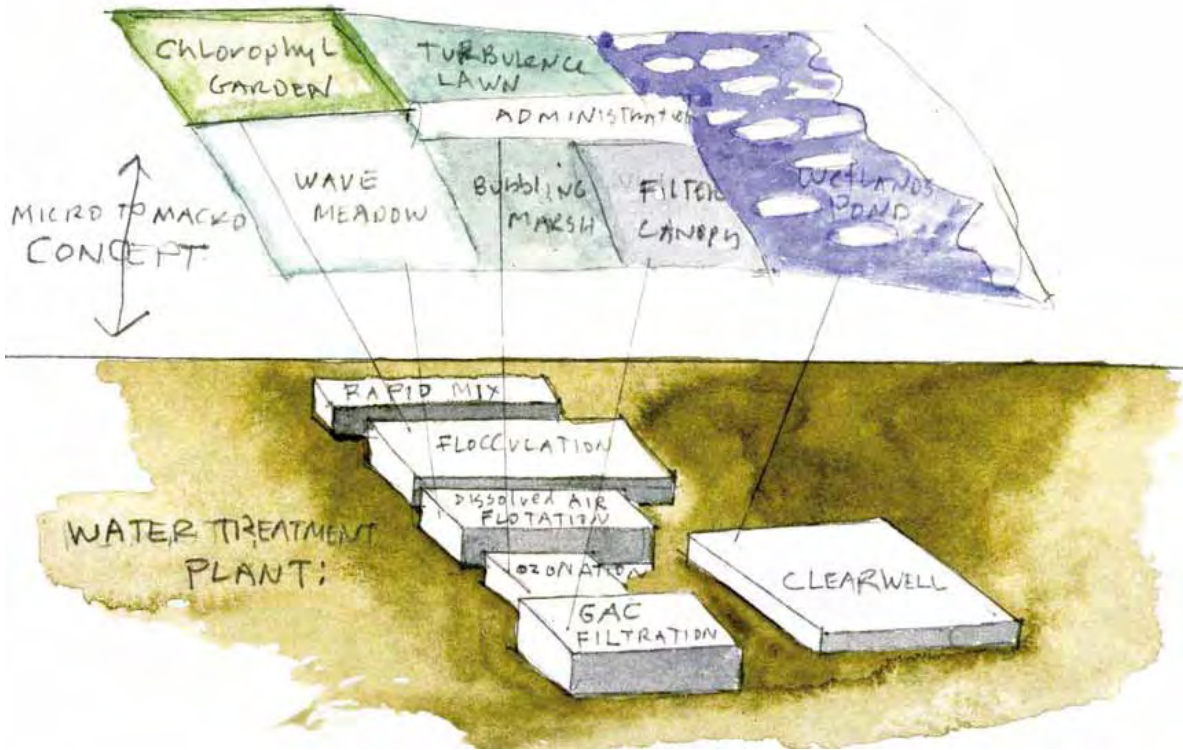 Chlorophyl
GARDEN
TURBULENCE
LAWN
ADMINISTRATION
WAVE
MEADOW
BUbbLING
MARSH
FILTER
CANOPY
WETLANDS
POND
MICRO TO MACRO
CONCEPT
RAPID MIX
FLOCCULATION
DISSOLVED AIR
FLOTATION
OZONATION
GAC
FILTRATION
CLEARWELL
WATER TREATMENT
PLANT: